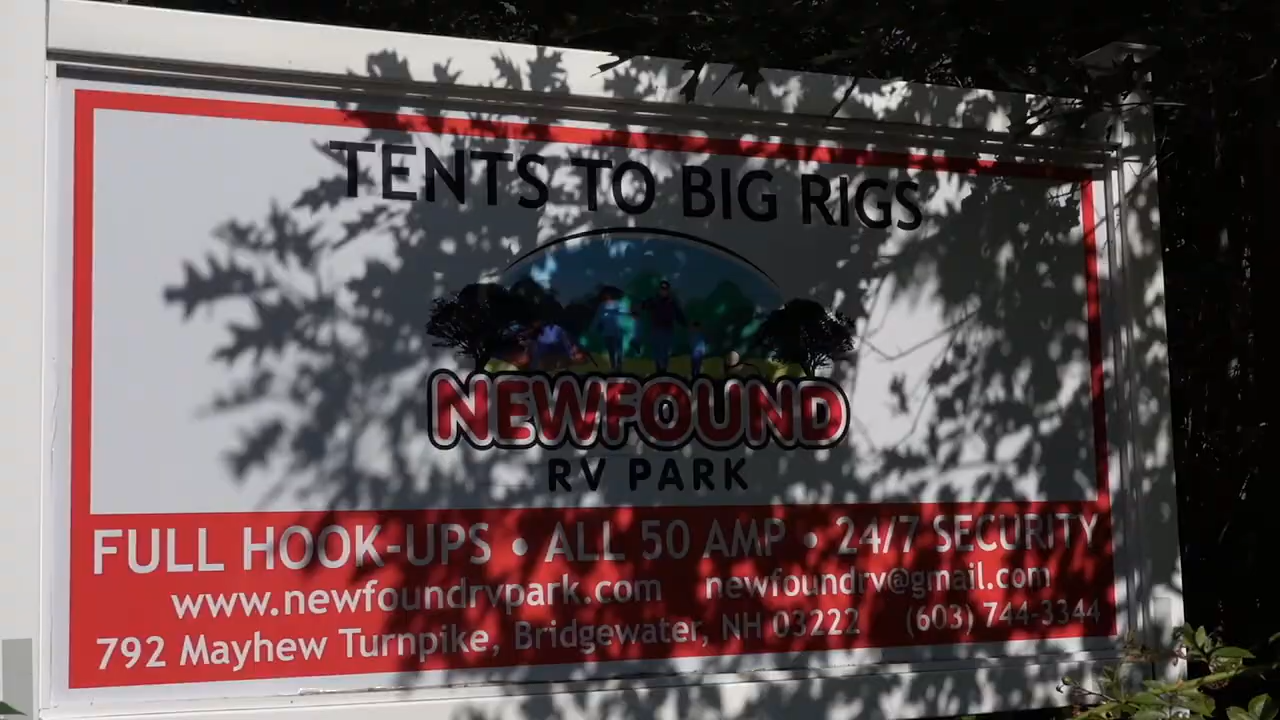 TENTS TO BIG RIGS
NEWFOUND
RV PARK
FULL HOOK-UPS • ALL 50 AMP • 24/7 SECURITY
www.newfoundrvpark.com newfoundrv@gmail.com
792 Mayhew Turnpike, Bridgewater, NH 03222 (603) 744-3344